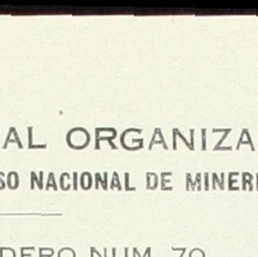 AL ORGANIZA
SO NACIONAL DE MINER
DERO NUM. 70